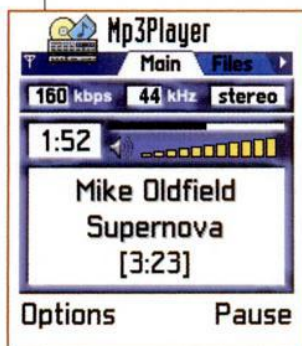 Mp3Player
Main Files
160 kbps 44 kHz stereo
1:52
Mike Oldfield
Supernova
[3:23]
Options Pause